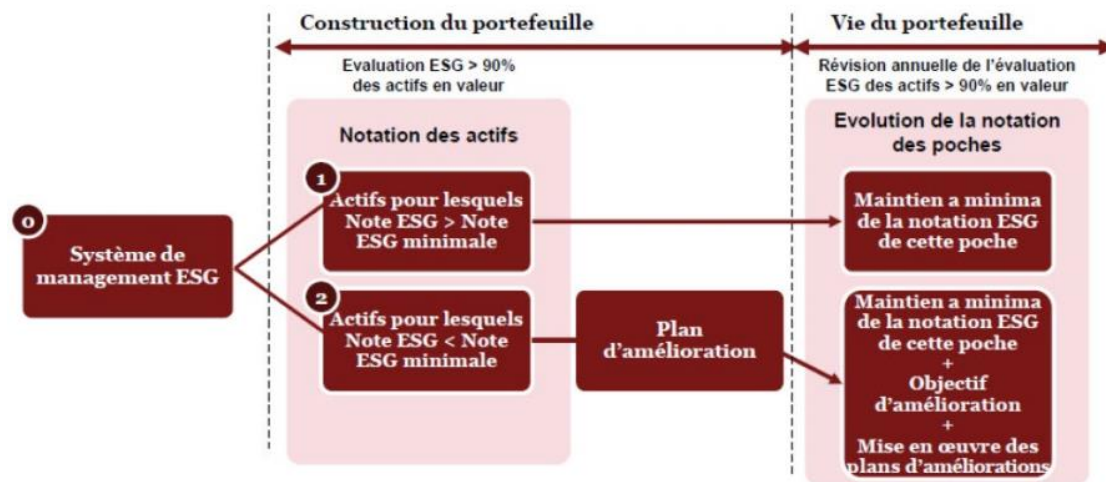 Construction du portefeuille
Vie du portefeuille
Evaluation ESG > 90%
des actifs en valeur
Révision annuelle de l'évaluation
ESG des actifs > 90% en valeur
Notation des actifs
Evolution de la notation
des poches
0
Système de
management ESG
1
Actifs pour lesquels
Note ESG > Note
ESG minimale
Maintien a minima
de la notation ESG
de cette poche
2
Actifs pour lesquels
Note ESG < Note
ESG minimale
Plan
d'amélioration
Maintien a minima
de la notation ESG
de cette poche
+
Objectif
d'amélioration
+
Mise en œuvre des
plans d'améliorations